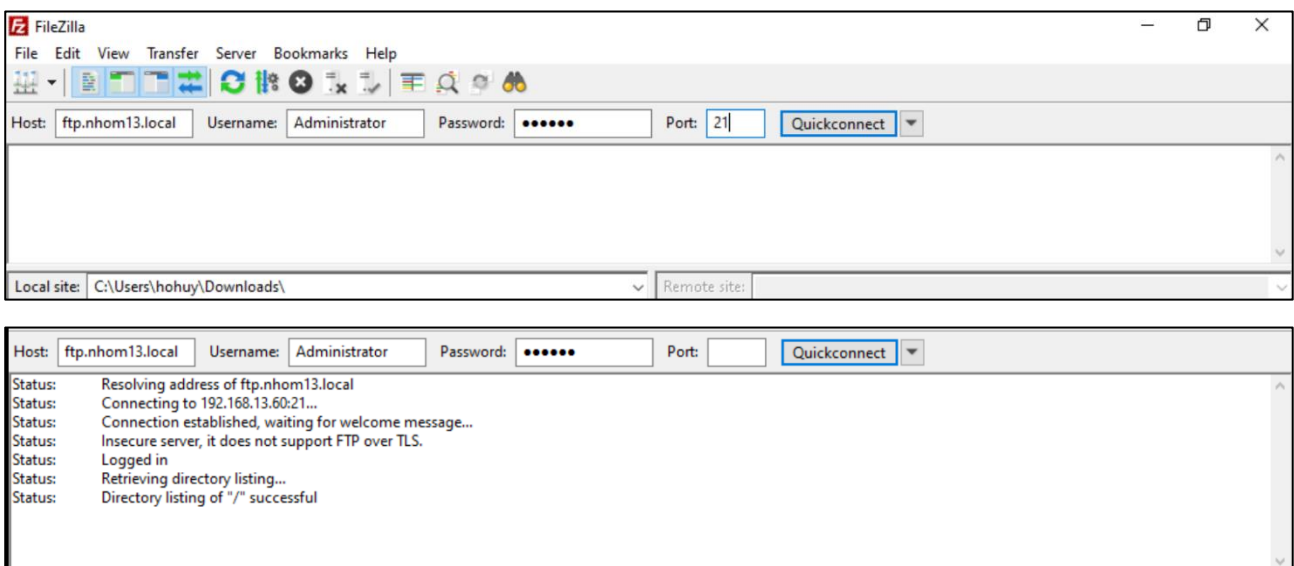 FileZilla
File Edit View Transfer Server Bookmarks Help
Host: ftp.nhom13.local Username: Administrator Password: ●●●●●● Port: 21 Quickconnect
Local site: C:\Users\hohuy\Downloads\ Remote site:
Host: ftp.nhom13.local Username: Administrator Password: ●●●●●● Port: Quickconnect
Status: Resolving address of ftp.nhom13.local
Status: Connecting to 192.168.13.60:21...
Status: Connection established, waiting for welcome message...
Status: Insecure server, it does not support FTP over TLS.
Status: Logged in
Status: Retrieving directory listing...
Status: Directory listing of "/" successful